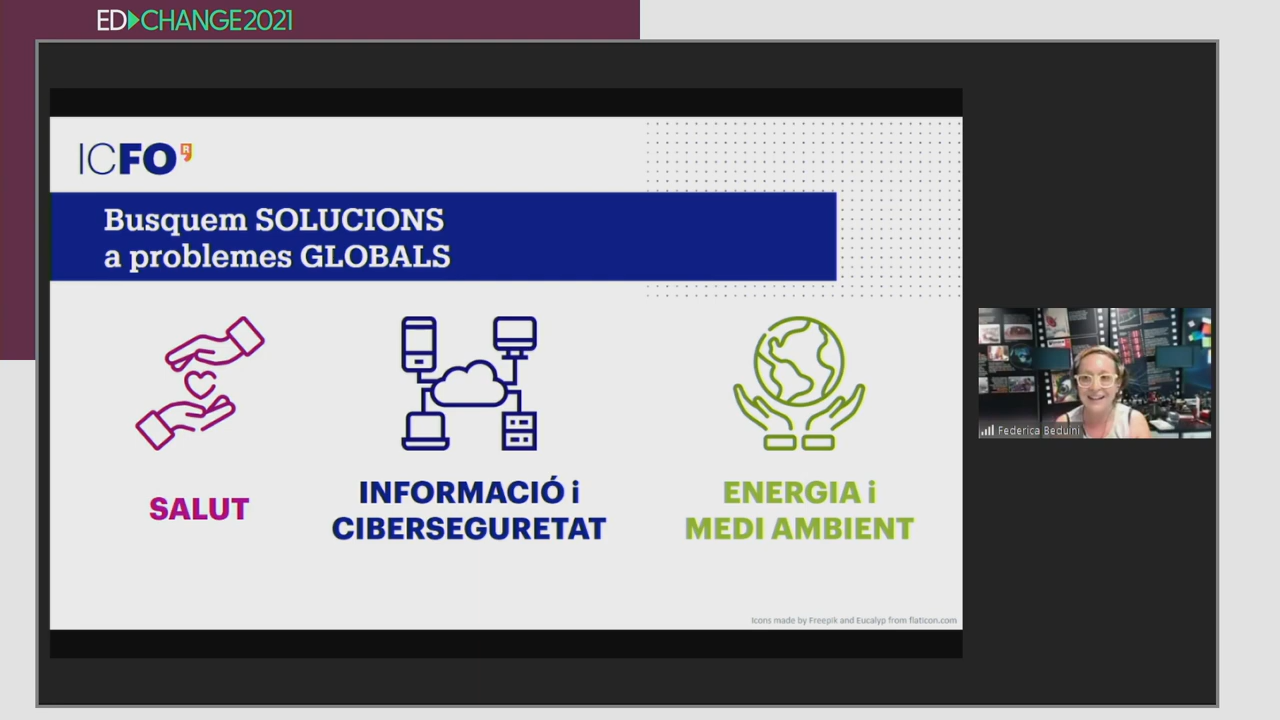 ED CHANGE2021
ICFO R
Busquem SOLUCIONS
a problemes GLOBALS
SALUT
INFORMACIÓ i
CIBERSEGURETAT
ENERGIA i
MEDI AMBIENT
Icons made by Freepik and Eucalyp from flaticon.com
Federica Beduini